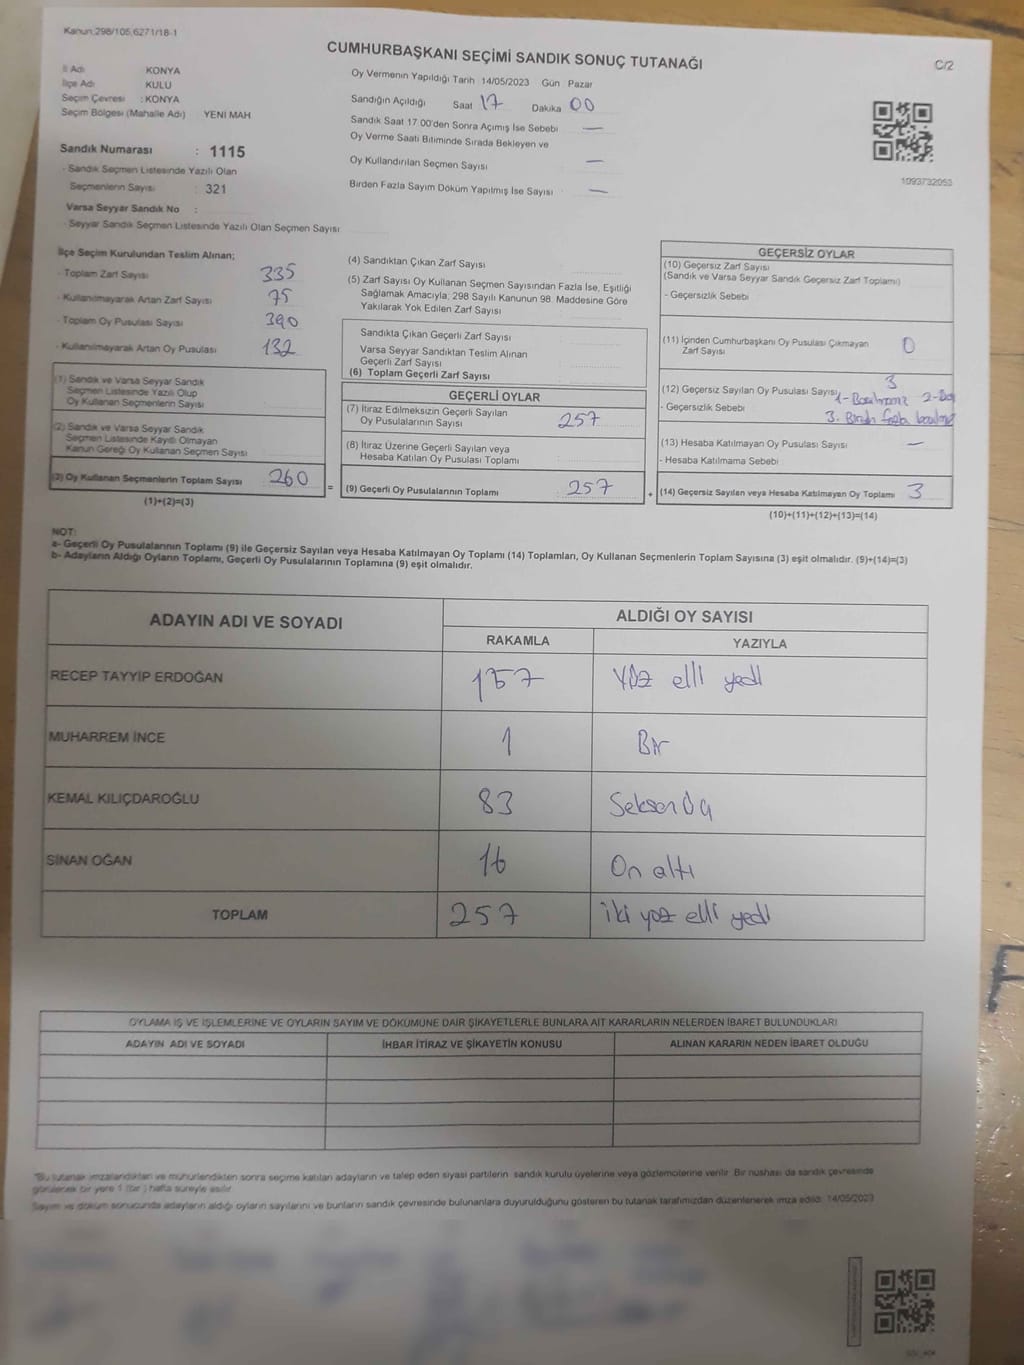 Kanun:298/105,6271/18-1
CUMHURBAŞKANI SEÇİMİ SANDIK SONUÇ TUTANAĞI
C/2
İl Adı KONYA
İlçe Adı KULU
Seçim Çevresi : KONYA
Seçim Bölgesi (Mahalle Adı) YENI MAH
Oy Vermenin Yapıldığı Tarih 14/05/2023 Gün Pazar
Sandığın Açıldığı Saat 17 Dakika 00
Sandık Saat 17:00'den Sonra Açımış İse Sebebi —
Oy Verme Saati Bitiminde Sırada Bekleyen ve
Oy Kullandırılan Seçmen Sayısı —
Birden Fazla Sayım Döküm Yapılmış İse Sayısı —
1093732055
Sandık Numarası : 1115
- Sandık Seçmen Listesinde Yazılı Olan
Seçmenlerin Sayısı : 321
Varsa Seyyar Sandık No :
- Seyyar Sandık Seçmen Listesinde Yazılı Olan Seçmen Sayısı
İlçe Seçim Kurulundan Teslim Alınan;
- Toplam Zarf Sayısı 335
- Kullanılmayarak Artan Zarf Sayısı 75
- Toplam Oy Pusulası Sayısı 390
- Kullanılmayarak Artan Oy Pusulası 132
(1) Sandık ve Varsa Seyyar Sandık
Seçmen Listesinde Yazılı Olup
Oy Kullanan Seçmenlerin Sayısı
(2) Sandık ve Varsa Seyyar Sandık
Seçmen Listesinde Kayıtlı Olmayan
Kanun Gereği Oy Kullanan Seçmen Sayısı
(3) Oy Kullanan Seçmenlerin Toplam Sayısı 260
(1)+(2)=(3)
=
(4) Sandıktan Çıkan Zarf Sayısı
(5) Zarf Sayısı Oy Kullanan Seçmen Sayısından Fazla İse, Eşitliği
Sağlamak Amacıyla, 298 Sayılı Kanunun 98. Maddesine Göre
Yakılarak Yok Edilen Zarf Sayısı
Sandıkta Çıkan Geçerli Zarf Sayısı
Varsa Seyyar Sandıktan Teslim Alınan
Geçerli Zarf Sayısı
(6) Toplam Geçerli Zarf Sayısı
GEÇERLİ OYLAR
(7) İtiraz Edilmeksizin Geçerli Sayılan
Oy Pusulalarının Sayısı 257
(8) İtiraz Üzerine Geçerli Sayılan veya
Hesaba Katılan Oy Pusulası Toplamı
(9) Geçerli Oy Pusulalarının Toplamı 257
+
GEÇERSİZ OYLAR
(10) Geçersiz Zarf Sayısı
(Sandık ve Varsa Seyyar Sandık Geçersiz Zarf Toplamı)
- Geçersizlik Sebebi
(11) İçinden Cumhurbaşkanı Oy Pusulası Çıkmayan
Zarf Sayısı 0
(12) Geçersiz Sayılan Oy Pusulası Sayısı 3
1- 2-
- Geçersizlik Sebebi 3. Birden fazla
(13) Hesaba Katılmayan Oy Pusulası Sayısı —
- Hesaba Katılmama Sebebi
(14) Geçersiz Sayılan veya Hesaba Katılmayan Oy Toplamı 3
(10)+(11)+(12)+(13)=(14)
NOT:
a- Geçerli Oy Pusulalarının Toplamı (9) ile Geçersiz Sayılan veya Hesaba Katılmayan Oy Toplamı (14) Toplamları, Oy Kullanan Seçmenlerin Toplam Sayısına (3) eşit olmalıdır. (9)+(14)=(3)
b- Adayların Aldığı Oyların Toplamı, Geçerli Oy Pusulalarının Toplamına (9) eşit olmalıdır.
ADAYIN ADI VE SOYADI ALDIĞI OY SAYISI
RAKAMLA YAZIYLA
RECEP TAYYİP ERDOĞAN 157 Yüz elli yedi
MUHARREM İNCE 1 Bir
KEMAL KILIÇDAROĞLU 83 Seksen üç
SİNAN OĞAN 16 On altı
TOPLAM 257 iki yüz elli yedi
OYLAMA İŞ VE İŞLEMLERİNE VE OYLARIN SAYIM VE DÖKÜMÜNE DAİR ŞİKAYETLERLE BUNLARA AİT KARARLARIN NELERDEN İBARET BULUNDUKLARI
ADAYIN ADI VE SOYADI İHBAR İTİRAZ VE ŞİKAYETİN KONUSU ALINAN KARARIN NEDEN İBARET OLDUĞU
*Bu tutanak imzalandıktan ve mühürlendikten sonra seçime katılan adayların ve talep eden siyasi partilerin sandık kurulu üyelerine veya gözlemcilerine verilir. Bir nüshası da sandık çevresinde
görülecek bir yere 1 (bir) hafta süreyle asılır.
Sayım ve döküm sonucunda adayların aldığı oyların sayılarını ve bunların sandık çevresinde bulunanlara duyurulduğunu gösteren bu tutanak tarafımızdan düzenlenerek imza edildi. 14/05/2023